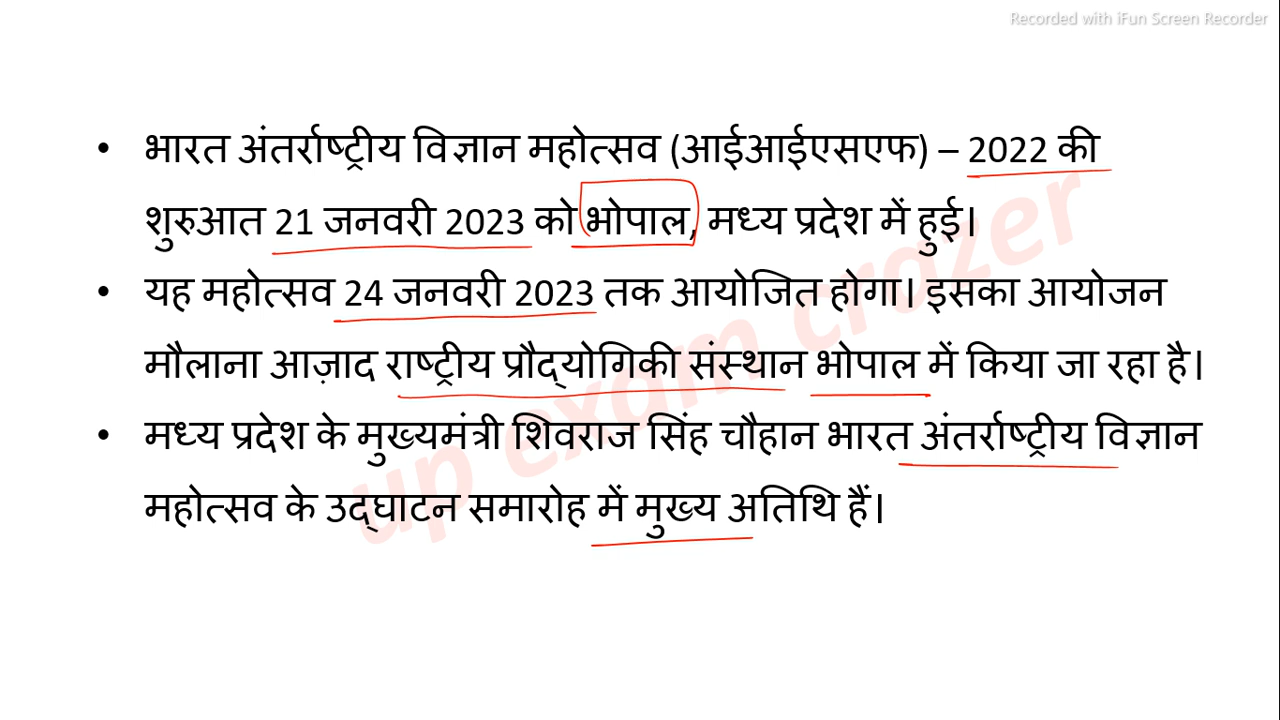 Recorded with iFun Screen Recorder
• भारत अंतर्राष्ट्रीय विज्ञान महोत्सव (आईआईएसएफ) – 2022 की
शुरुआत 21 जनवरी 2023 को भोपाल, मध्य प्रदेश में हुई।
• यह महोत्सव 24 जनवरी 2023 तक आयोजित होगा। इसका आयोजन
मौलाना आज़ाद राष्ट्रीय प्रौद्योगिकी संस्थान भोपाल में किया जा रहा है।
• मध्य प्रदेश के मुख्यमंत्री शिवराज सिंह चौहान भारत अंतर्राष्ट्रीय विज्ञान
महोत्सव के उद्घाटन समारोह में मुख्य अतिथि हैं।
up exam crazer